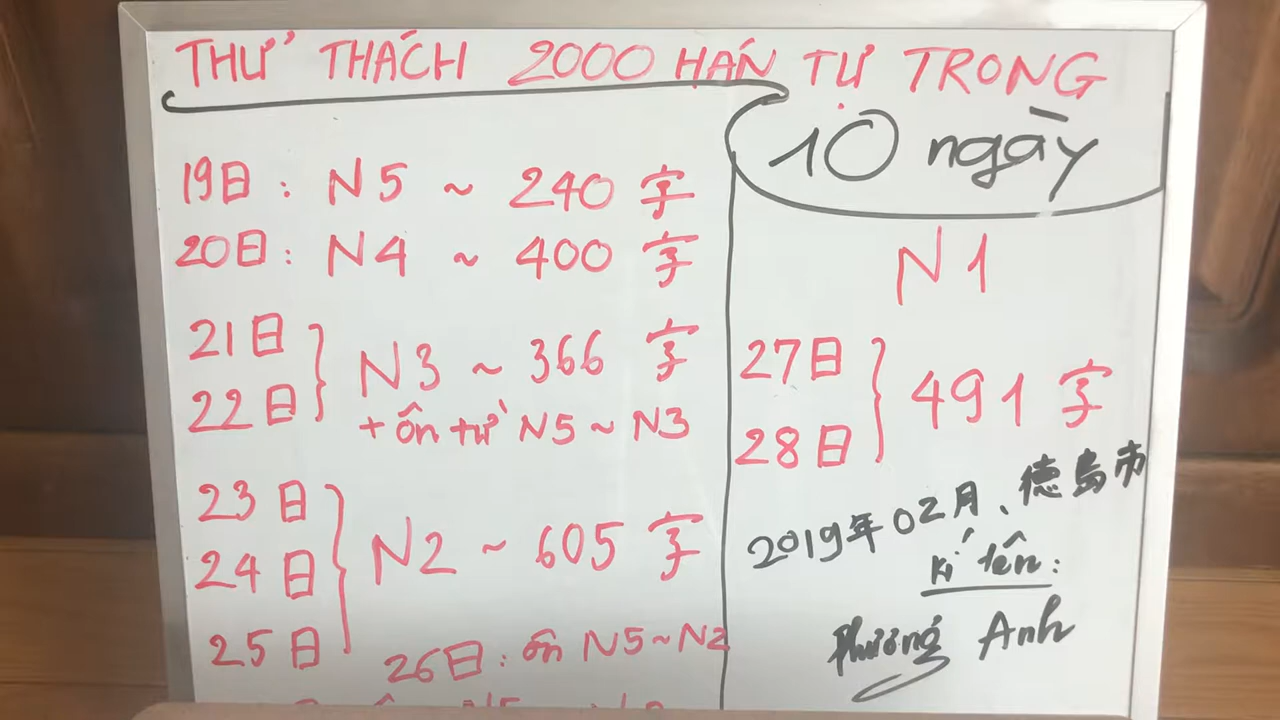 THỬ THÁCH 2000 HÁN TỰ TRONG
10 ngày
19日: N5 ~ 240 字
20日: N4 ~ 400 字
21日
22日
N3 ~ 366 字
+ ôn từ N5 ~ N3
23日
24日
25日
N2 ~ 605 字
26日: ôn N5 ~ N2
N1
27日
28日
491 字
2019年02月、徳島市
kí tên:
Phương Anh